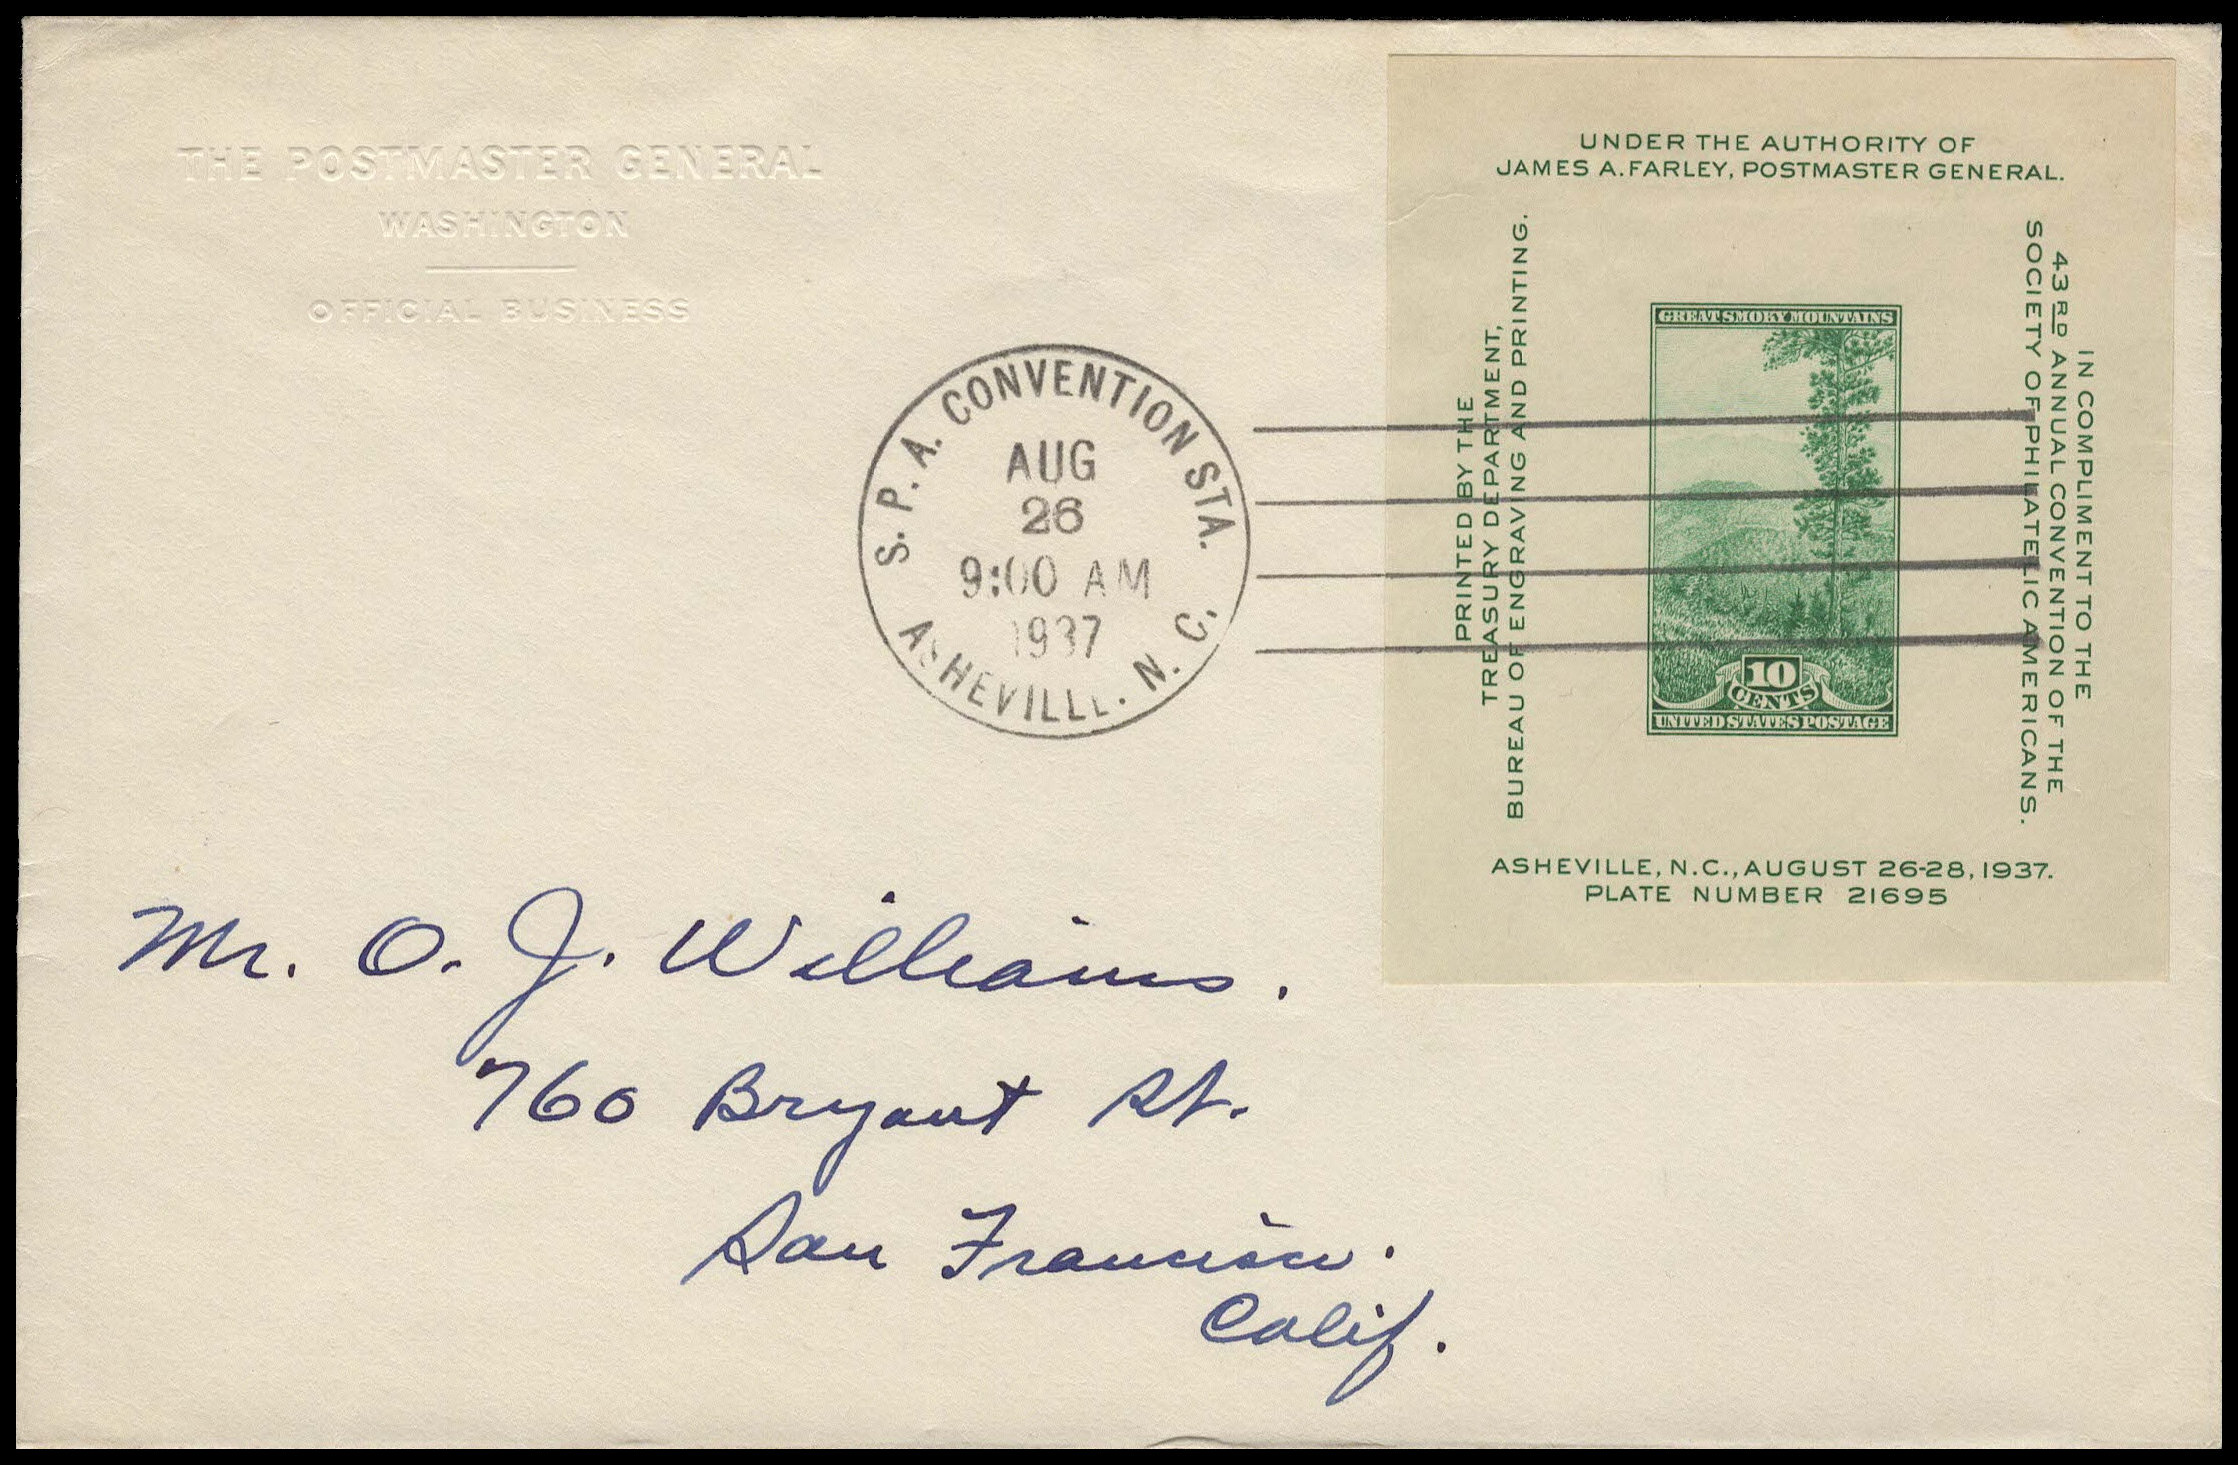 THE POSTMASTER GENERAL
WASHINGTON
OFFICIAL BUSINESS
S. P. A. CONVENTION STA.
AUG
26
9:00 AM
1937
ASHEVILLE. N. C.
UNDER THE AUTHORITY OF
JAMES A. FARLEY, POSTMASTER GENERAL.
PRINTED BY THE
TREASURY DEPARTMENT,
BUREAU OF ENGRAVING AND PRINTING.
GREAT SMOKY MOUNTAINS
10
CENTS
UNITED STATES POSTAGE
IN COMPLIMENT TO THE
43RD ANNUAL CONVENTION OF THE
SOCIETY OF PHILATELIC AMERICANS.
ASHEVILLE, N.C., AUGUST 26-28, 1937.
PLATE NUMBER 21695
Mr. O. J. Williams.
760 Bryant St.
San Francisco.
Calif.